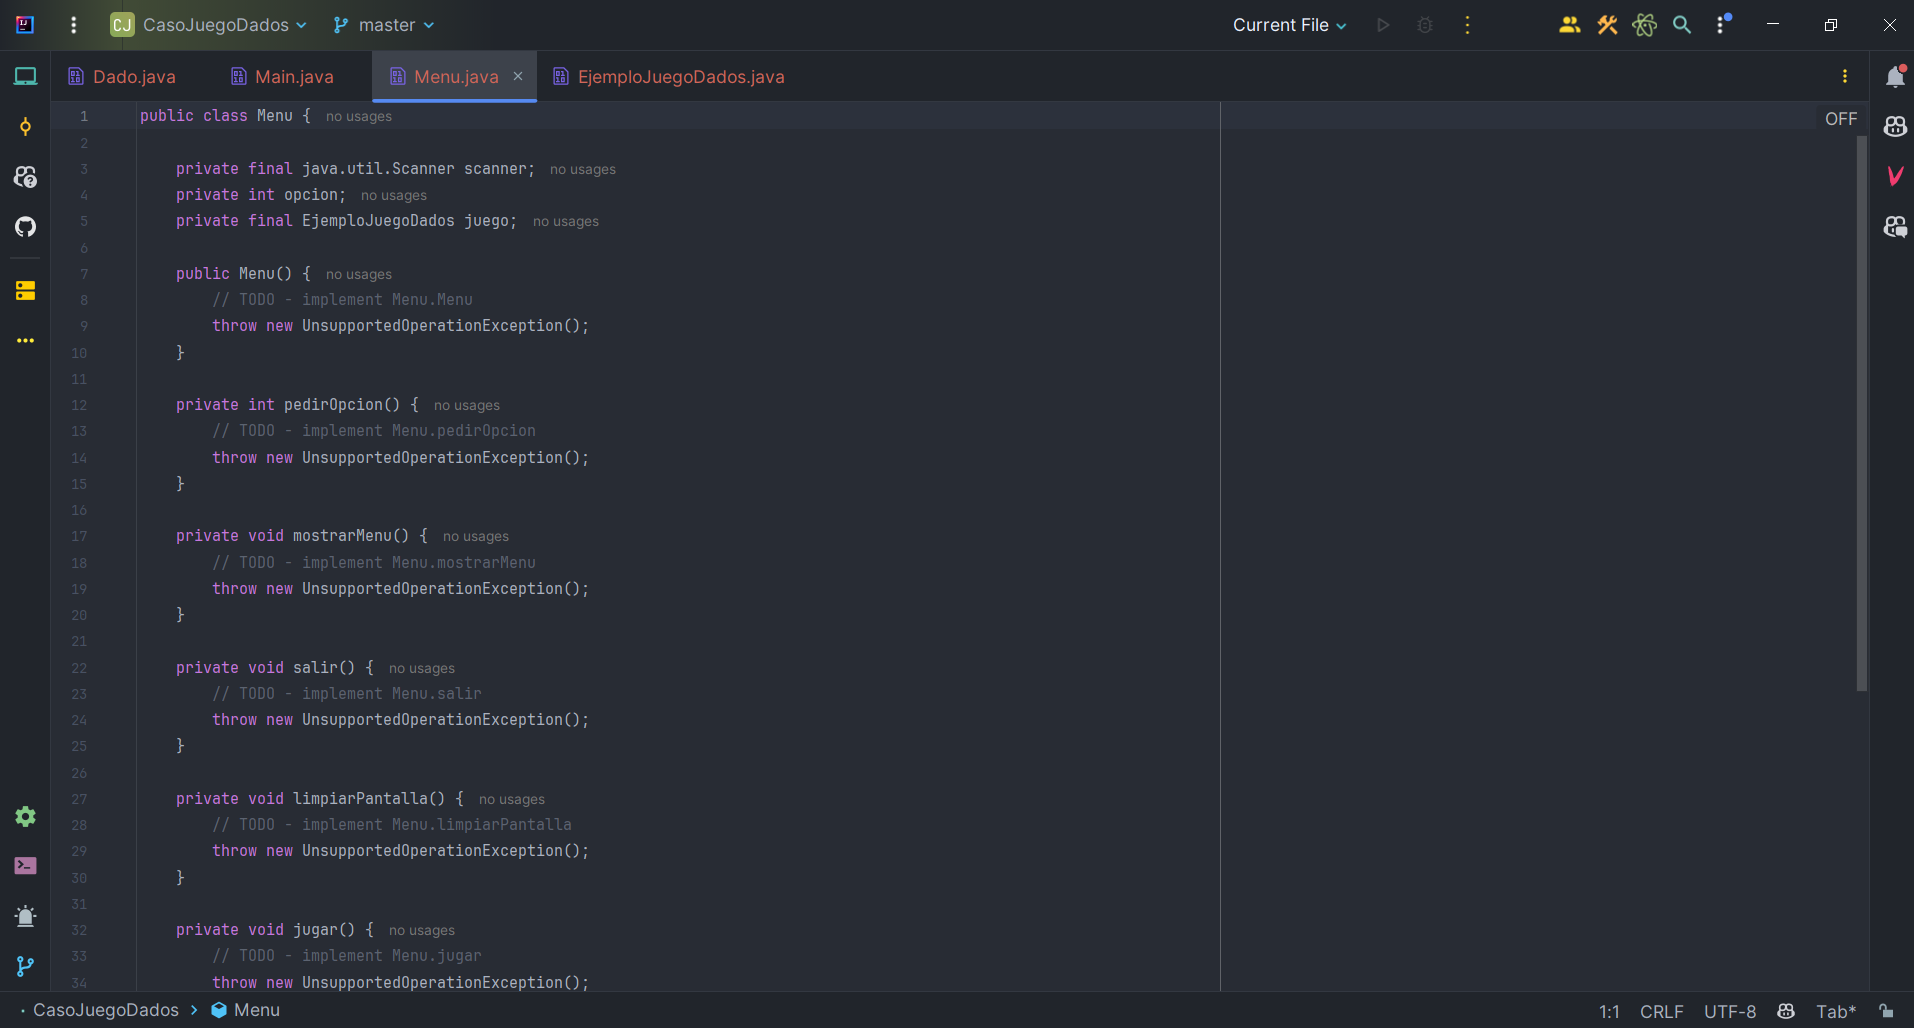 CJ CasoJuegoDados master Current File
Dado.java Main.java Menu.java EjemploJuegoDados.java
OFF
1 public class Menu { no usages
2
3 private final java.util.Scanner scanner; no usages
4 private int opcion; no usages
5 private final EjemploJuegoDados juego; no usages
6
7 public Menu() { no usages
8 // TODO - implement Menu.Menu
9 throw new UnsupportedOperationException();
10 }
11
12 private int pedirOpcion() { no usages
13 // TODO - implement Menu.pedirOpcion
14 throw new UnsupportedOperationException();
15 }
16
17 private void mostrarMenu() { no usages
18 // TODO - implement Menu.mostrarMenu
19 throw new UnsupportedOperationException();
20 }
21
22 private void salir() { no usages
23 // TODO - implement Menu.salir
24 throw new UnsupportedOperationException();
25 }
26
27 private void limpiarPantalla() { no usages
28 // TODO - implement Menu.limpiarPantalla
29 throw new UnsupportedOperationException();
30 }
31
32 private void jugar() { no usages
33 // TODO - implement Menu.jugar
34 throw new UnsupportedOperationException();
CasoJuegoDados > Menu 1:1 CRLF UTF-8 Tab*